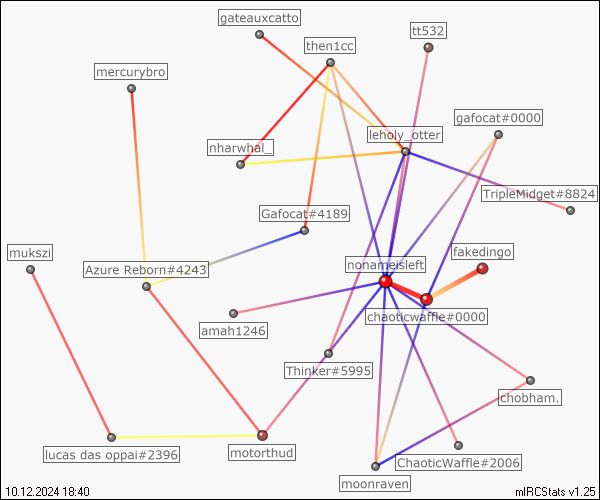 gateauxcatto
tt532
then1cc
mercurybro
gafocat#0000
leholy_otter
nharwhal_
TripleMidget#8824
Gafocat#4189
mukszi
fakedingo
nonameisleft
Azure Reborn#4243
chaoticwaffle#0000
amah1246
Thinker#5995
chobham.
lucas das oppai#2396
motorthud
ChaoticWaffle#2006
moonraven
10.12.2024 18:40
mIRCStats v1.25